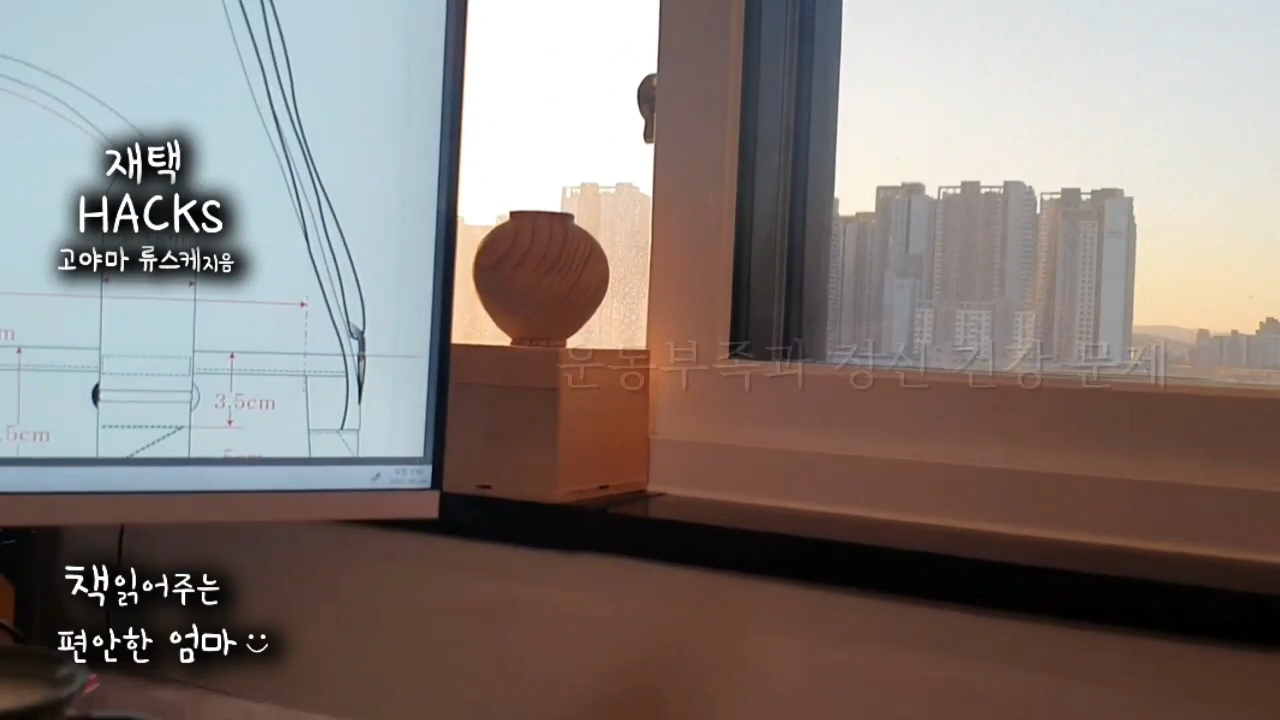 재택
HACKS
고야마 류스케지음
3.5cm
.5cm
운동부족과 정신 건강 문제
책읽어주는
편안한 엄마